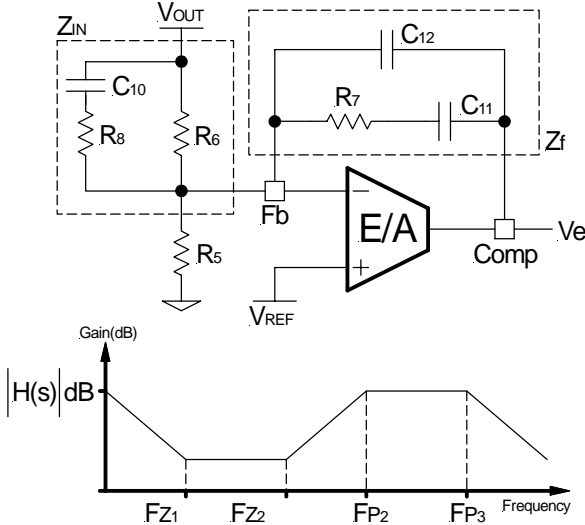 VOUT
ZIN
C12
C10
R7
C11
R8
R6
Zf
Fb
E/A
Ve
R5
Comp
VREF
Gain(dB)
|H(s)|dB
FZ1
FZ2
FP2
FP3
Frequency